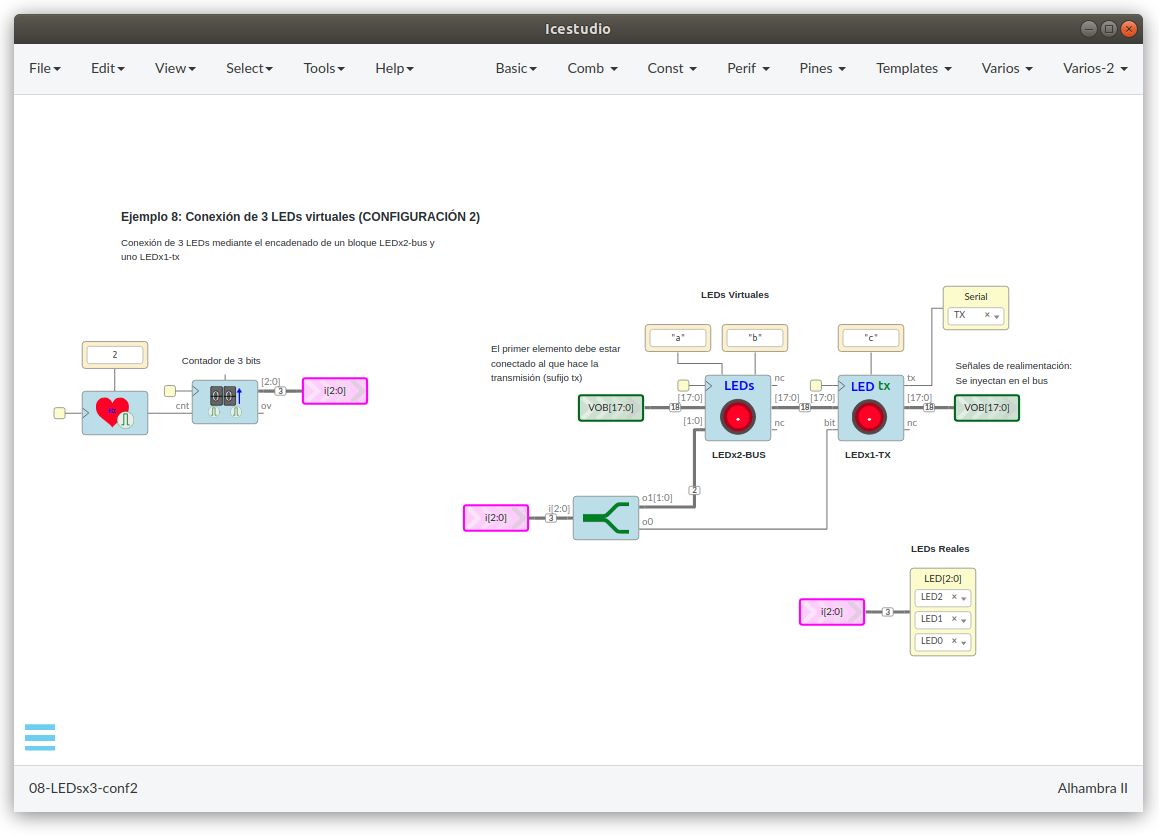 Icestudio
File Edit View Select Tools Help Basic Comb Const Perif Pines Templates Varios Varios-2
Ejemplo 8: Conexión de 3 LEDs virtuales (CONFIGURACIÓN 2)
Conexión de 3 LEDs mediante el encadenado de un bloque LEDx2-bus y
uno LEDx1-tx
2
Contador de 3 bits
Hz
cnt
00
[2:0]
3
ov
i[2:0]
LEDs Virtuales
Serial
TX ×
El primer elemento debe estar
conectado al que hace la
transmisión (sufijo tx)
"a"
"b"
"c"
Señales de realimentación:
Se inyectan en el bus
VOB[17:0]
18
[17:0]
[1:0]
LEDs
nc
[17:0]
nc
18
[17:0]
bit
LED tx
tx
[17:0]
nc
18
VOB[17:0]
LEDx2-BUS
LEDx1-TX
i[2:0]
3
i[2:0]
o1[1:0]
o0
2
LEDs Reales
i[2:0]
3
LED[2:0]
LED2 ×
LED1 ×
LED0 ×
08-LEDsx3-conf2
Alhambra II